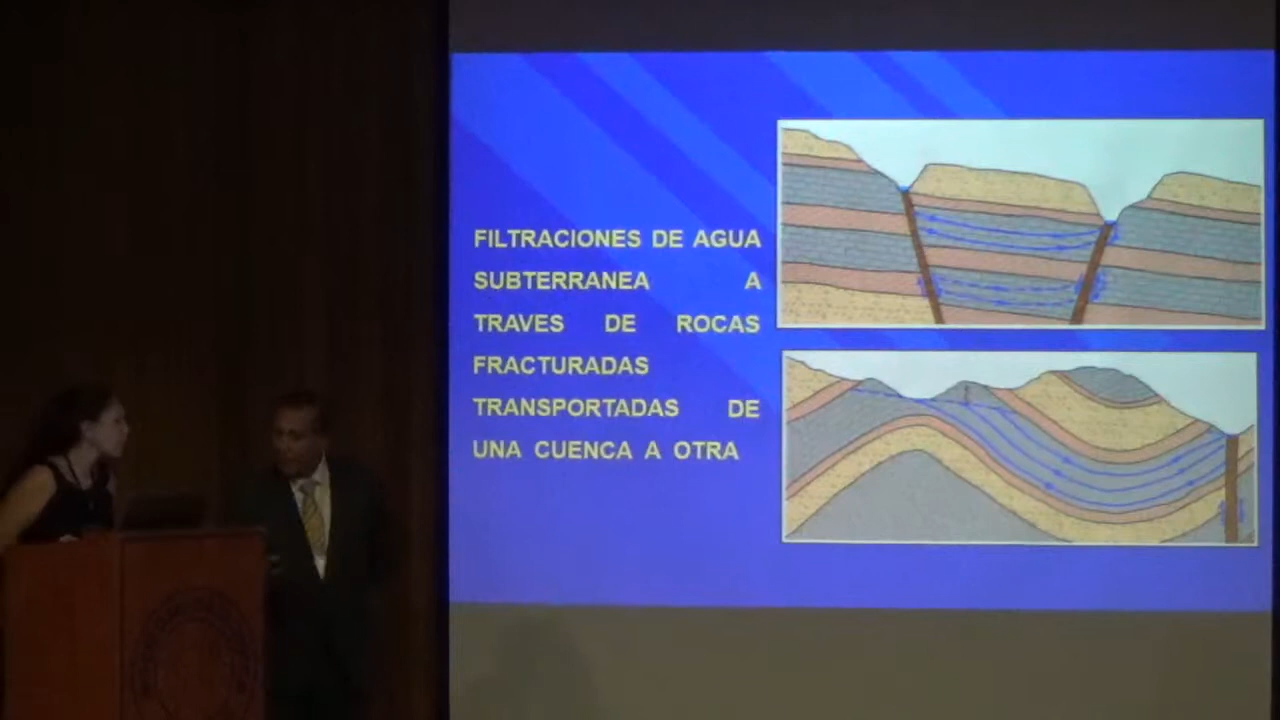 FILTRACIONES DE AGUA
SUBTERRANEA A
TRAVES DE ROCAS
FRACTURADAS
TRANSPORTADAS DE
UNA CUENCA A OTRA